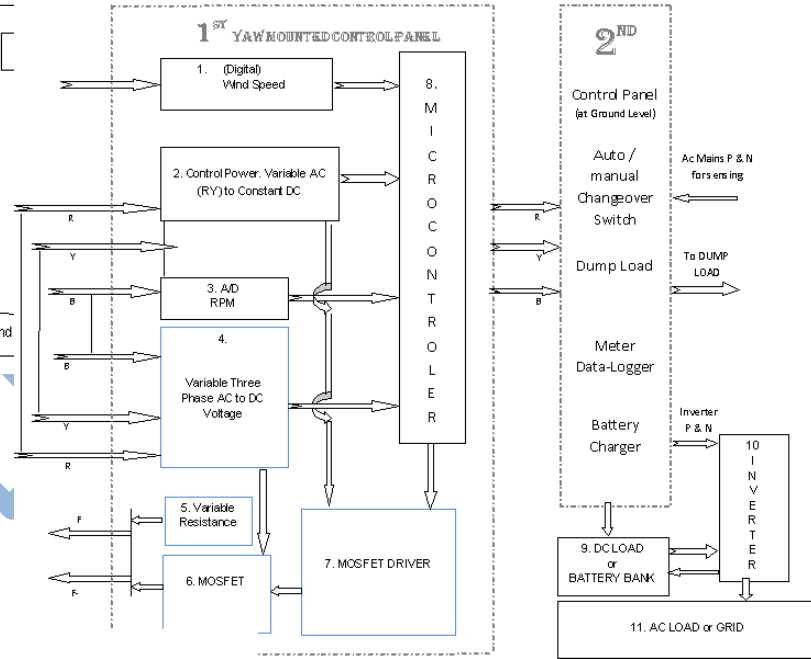 1ST YAW MOUNTED CONTROL PANEL
1. (Digital)
Wind Speed
2. Control Power. Variable AC
(RY) to Constant DC
3. A/D
RPM
4.
Variable Three
Phase AC to DC
Voltage
5. Variable
Resistance
6. MOSFET
7. MOSFET DRIVER
8.
M
I
C
R
O
C
O
N
T
R
O
L
E
R
R
Y
B
B
Y
R
F
F-
nd
R
Y
B
2ND
Control Panel
(at Ground Level)
Auto /
manual
Changeover
Switch
Dump Load
Meter
Data-Logger
Battery
Charger
Ac Mains P & N
for sensing
To DUMP
LOAD
Inverter
P & N
9. DC LOAD
or
BATTERY BANK
10
I
N
V
E
R
T
E
R
11. AC LOAD or GRID